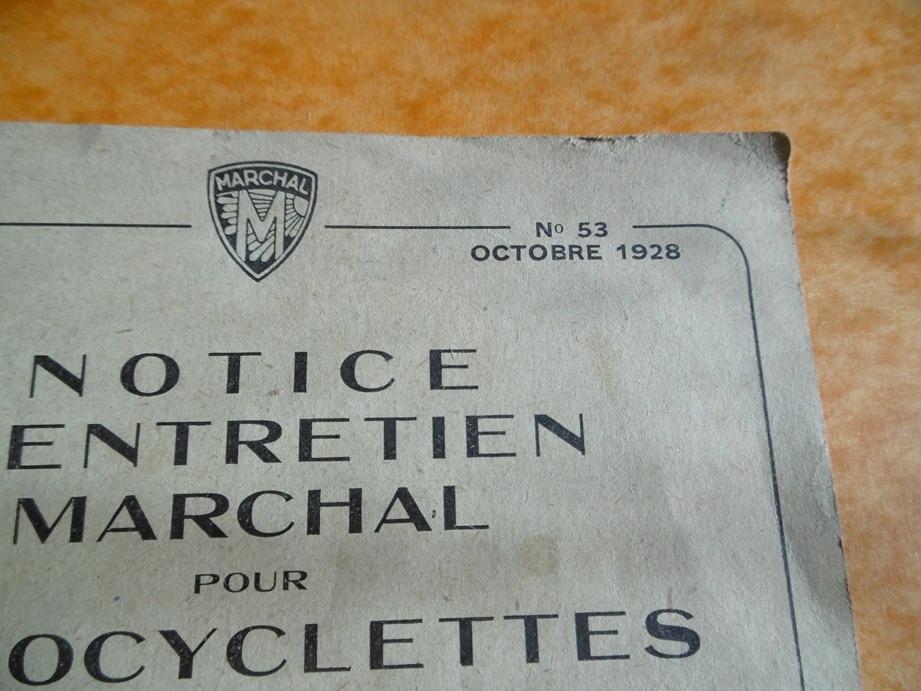 MARCHAL
M
Nº 53
OCTOBRE 1928
NOTICE
ENTRETIEN
MARCHAL
POUR
OCYCLETTES